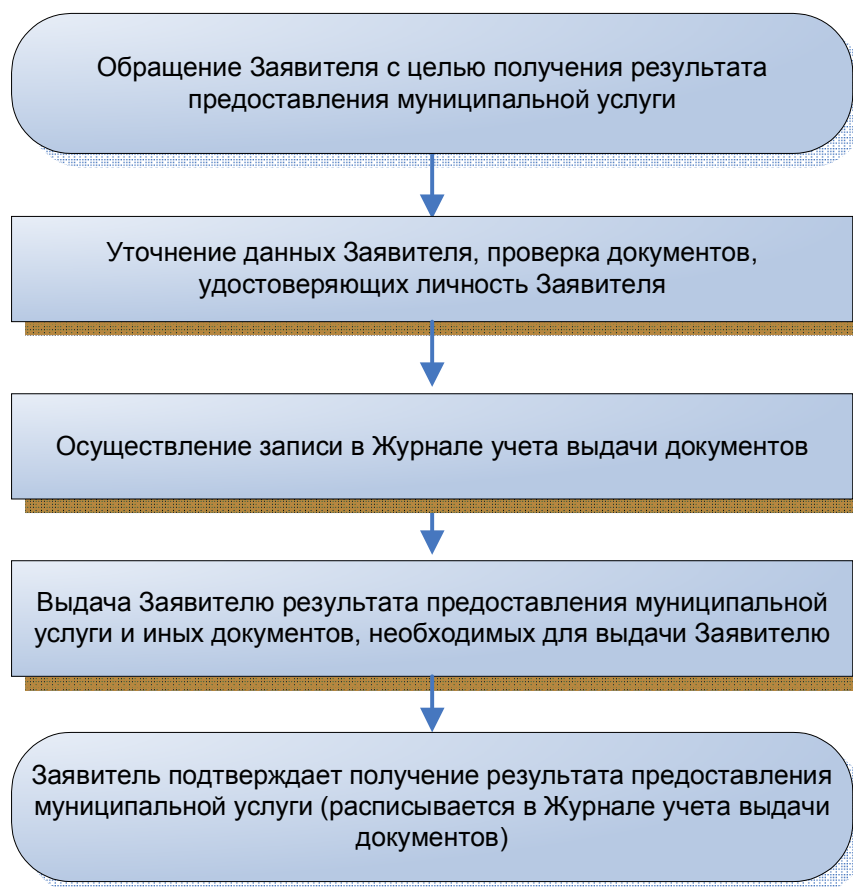 Обращение Заявителя с целью получения результата
предоставления муниципальной услуги
Уточнение данных Заявителя, проверка документов,
удостоверяющих личность Заявителя
Осуществление записи в Журнале учета выдачи документов
Выдача Заявителю результата предоставления муниципальной
услуги и иных документов, необходимых для выдачи Заявителю
Заявитель подтверждает получение результата предоставления
муниципальной услуги (расписывается в Журнале учета выдачи
документов)